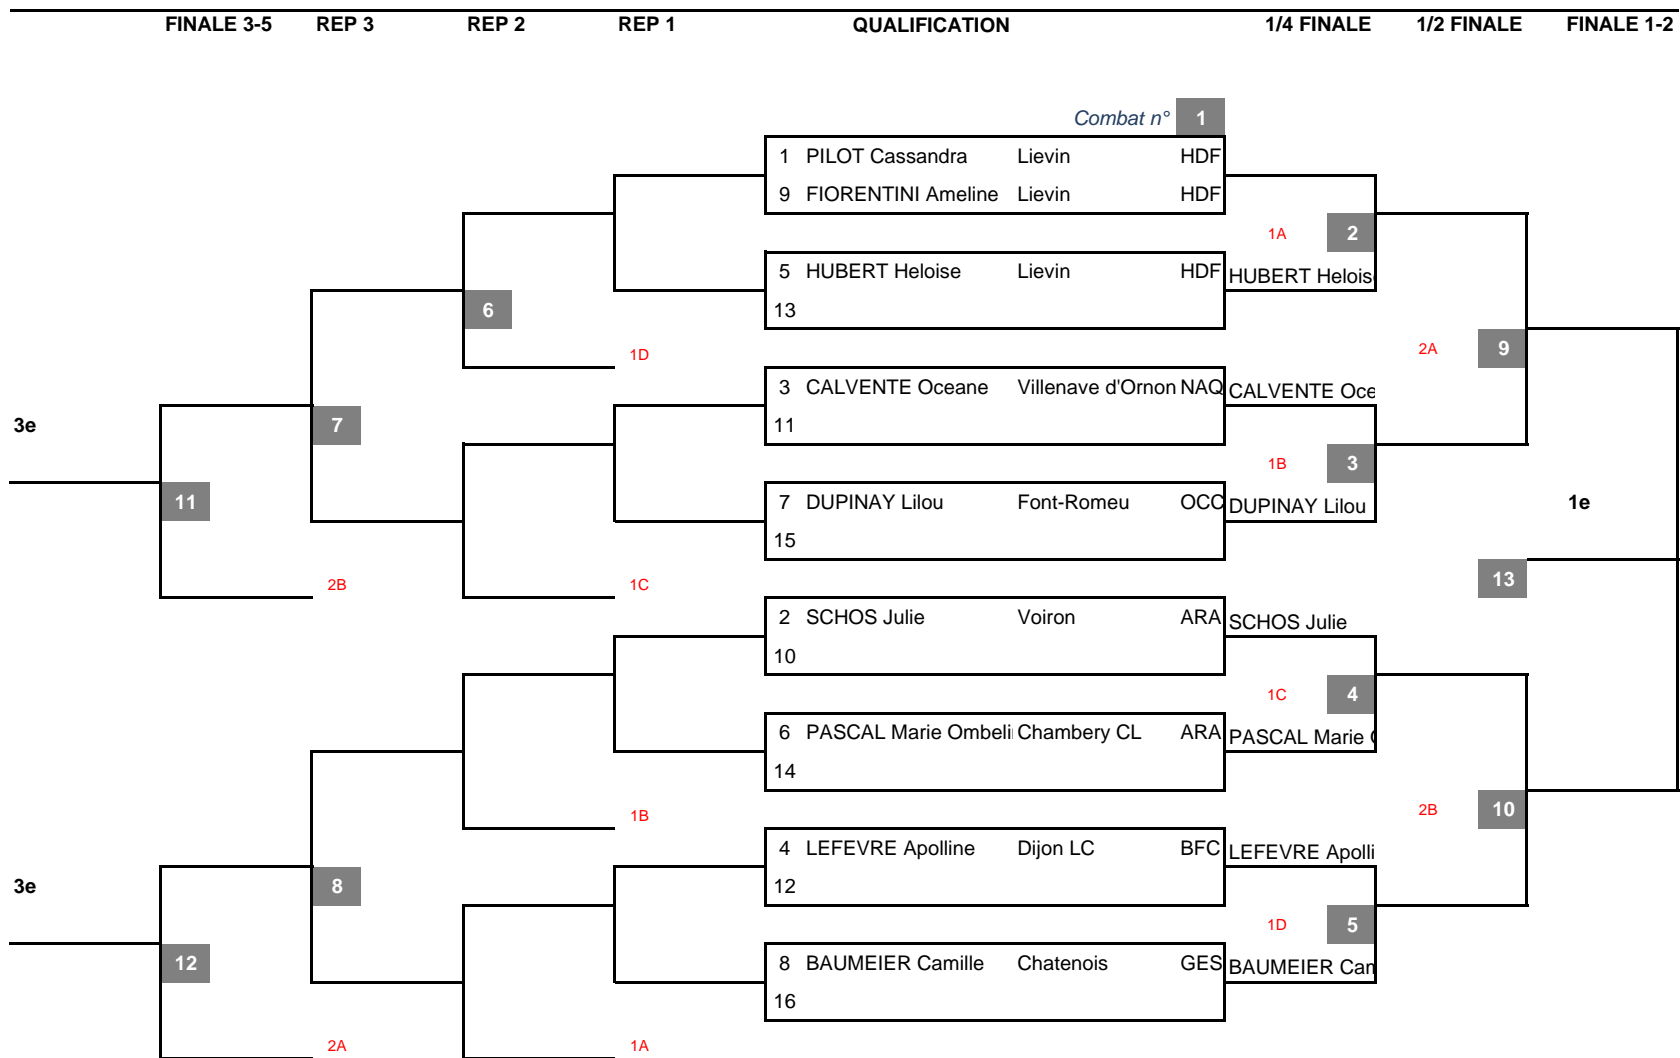 FINALE 3-5 REP 3 REP 2 REP 1 QUALIFICATION 1/4 FINALE 1/2 FINALE FINALE 1-2
Combat n° 1
1 PILOT Cassandra Lievin HDF
9 FIORENTINI Ameline Lievin HDF
1A 2
5 HUBERT Heloise Lievin HDF HUBERT Helois
6 13
1D 2A 9
3 CALVENTE Oceane Villenave d'Ornon NAQ CALVENTE Oce
3e 7 11
1B 3
11 7 DUPINAY Lilou Font-Romeu OCC DUPINAY Lilou 1e
15
2B 1C 13
2 SCHOS Julie Voiron ARA SCHOS Julie
10
1C 4
6 PASCAL Marie Ombeli Chambery CL ARA PASCAL Marie
14
1B 2B 10
4 LEFEVRE Apolline Dijon LC BFC LEFEVRE Apolli
3e 8 12
1D 5
12 8 BAUMEIER Camille Chatenois GES BAUMEIER Cam
16
2A 1A